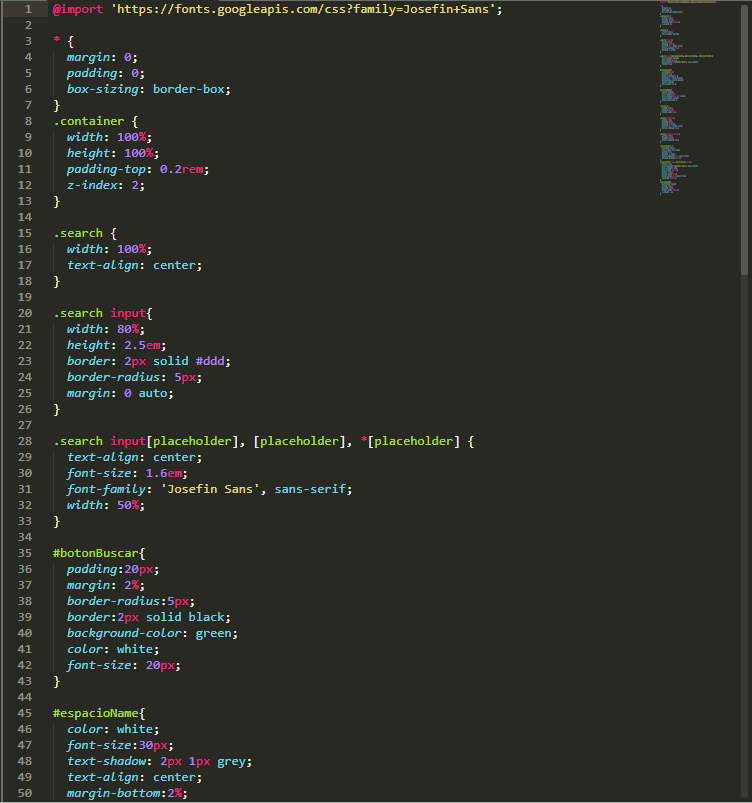 1 @import 'https://fonts.googleapis.com/css?family=Josefin+Sans';
2
3 * {
4 margin: 0;
5 padding: 0;
6 box-sizing: border-box;
7 }
8 .container {
9 width: 100%;
10 height: 100%;
11 padding-top: 0.2rem;
12 z-index: 2;
13 }
14
15 .search {
16 width: 100%;
17 text-align: center;
18 }
19
20 .search input{
21 width: 80%;
22 height: 2.5em;
23 border: 2px solid #ddd;
24 border-radius: 5px;
25 margin: 0 auto;
26 }
27
28 .search input[placeholder], [placeholder], *[placeholder] {
29 text-align: center;
30 font-size: 1.6em;
31 font-family: 'Josefin Sans', sans-serif;
32 width: 50%;
33 }
34
35 #botonBuscar{
36 padding:20px;
37 margin: 2%;
38 border-radius:5px;
39 border:2px solid black;
40 background-color: green;
41 color: white;
42 font-size: 20px;
43 }
44
45 #espacioName{
46 color: white;
47 font-size:30px;
48 text-shadow: 2px 1px grey;
49 text-align: center;
50 margin-bottom:2%;